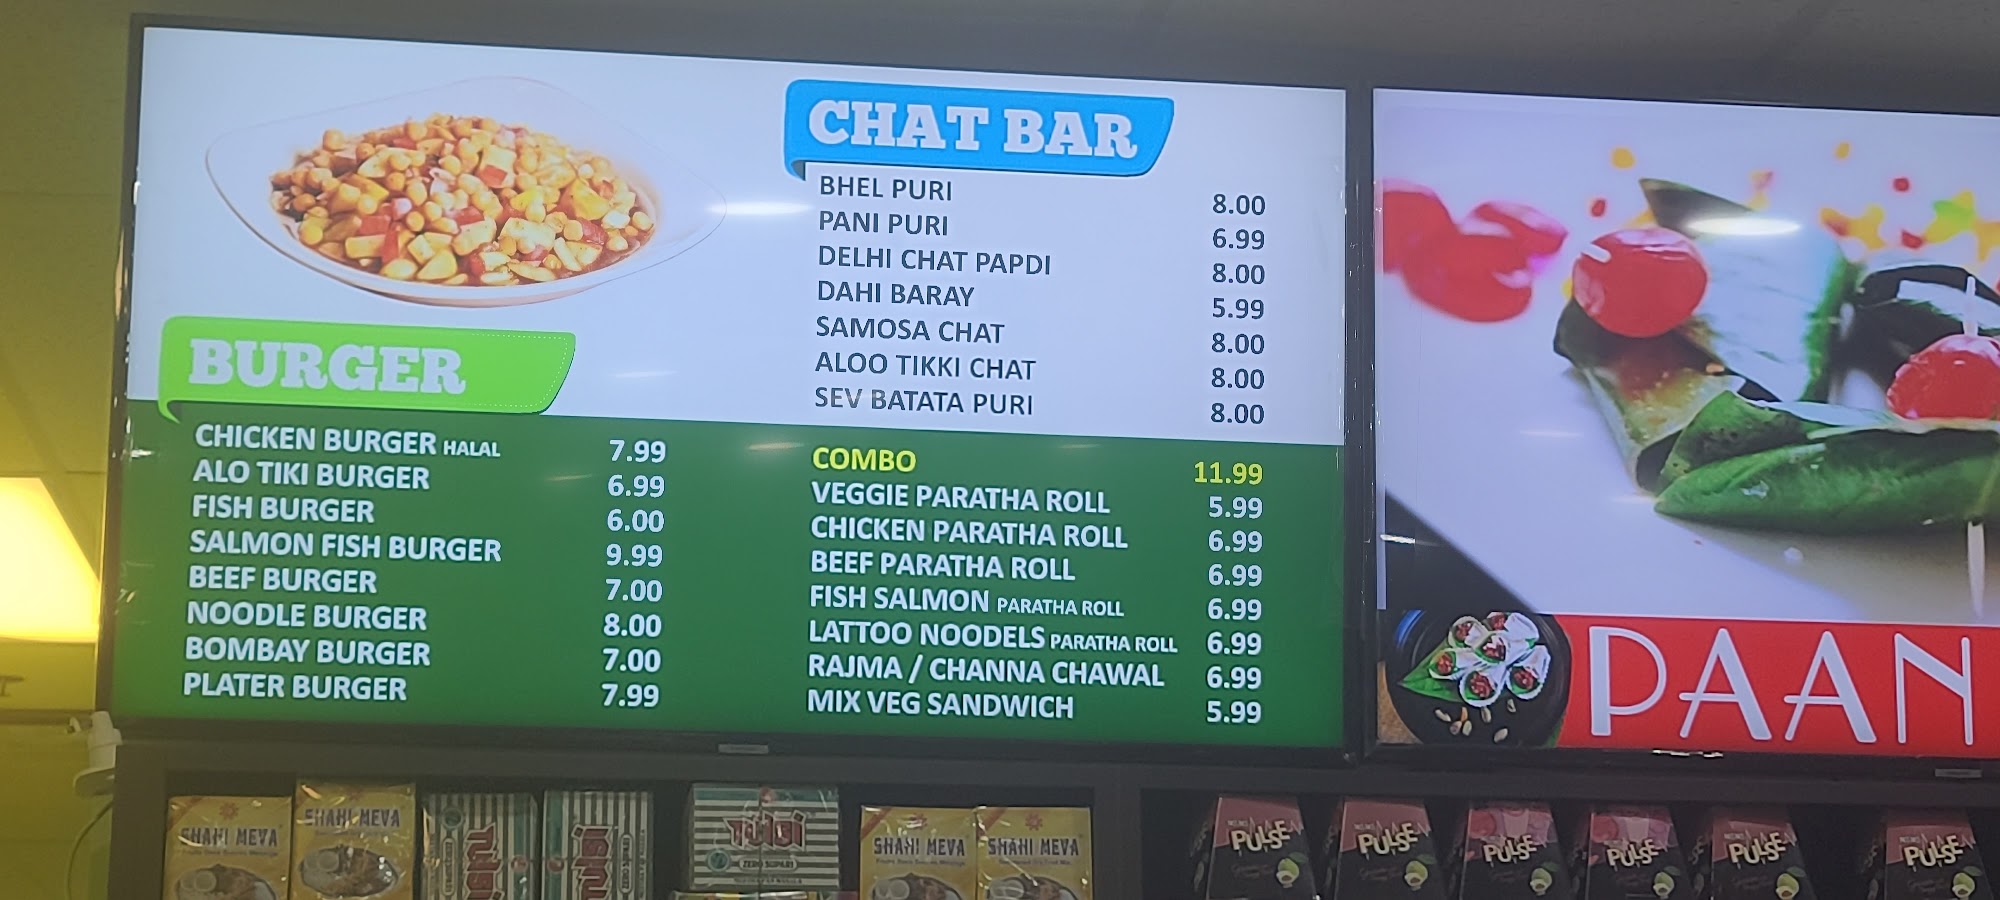 CHAT BAR
BHEL PURI 8.00
PANI PURI 6.99
DELHI CHAT PAPDI 8.00
DAHI BARAY 5.99
SAMOSA CHAT 8.00
ALOO TIKKI CHAT 8.00
SEV BATATA PURI 8.00
BURGER
CHICKEN BURGER HALAL 7.99
ALO TIKI BURGER 6.99
FISH BURGER 6.00
SALMON FISH BURGER 9.99
BEEF BURGER 7.00
NOODLE BURGER 8.00
BOMBAY BURGER 7.00
PLATER BURGER 7.99
COMBO 11.99
VEGGIE PARATHA ROLL 5.99
CHICKEN PARATHA ROLL 6.99
BEEF PARATHA ROLL 6.99
FISH SALMON PARATHA ROLL 6.99
LATTOO NOODELS PARATHA ROLL 6.99
RAJMA / CHANNA CHAWAL 6.99
MIX VEG SANDWICH 5.99
PAAN
SHAHI MEVA
SHAHI MEVA
TULSI
TULSI
TULSI
ZERO SUPARI
SHAHI MEVA
SHAHI MEVA
PULSE
PULSE
PULSE
PULSE
PULSE
PULSE